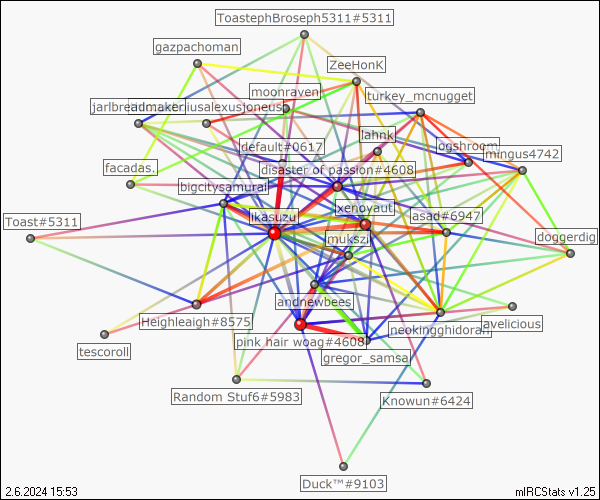 ToastephBroseph5311#5311
gazpachoman
ZeeHonK
moonraven
turkey_mcnugget
jarlbreadmaker
lahnk
ogshroom
default#0617
mingus4742
facadas.
disaster of passion#4608
bigcitysamurai
xenoyaut
likasuzu
asad#6947
Toast#5311
mukszi
doggerdig
andnewbees
Heighleaigh#8575
neokingghidorah
avelicious
pink hair woag#4608
tescoroll
gregor_samsa
Random Stuf6#5983
Knowun#6424
Duck™#9103
2.6.2024 15:53
mIRCStats v1.25